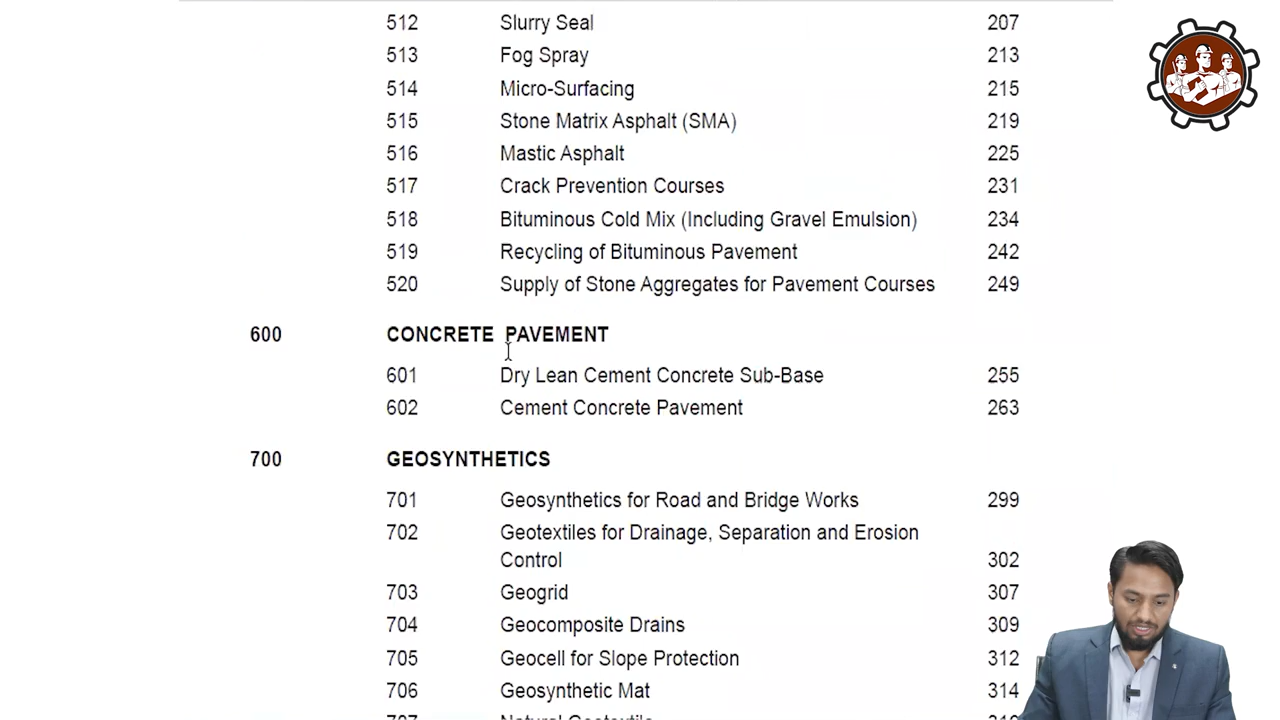 512 Slurry Seal 207
513 Fog Spray 213
514 Micro-Surfacing 215
515 Stone Matrix Asphalt (SMA) 219
516 Mastic Asphalt 225
517 Crack Prevention Courses 231
518 Bituminous Cold Mix (Including Gravel Emulsion) 234
519 Recycling of Bituminous Pavement 242
520 Supply of Stone Aggregates for Pavement Courses 249
600 CONCRETE PAVEMENT
601 Dry Lean Cement Concrete Sub-Base 255
602 Cement Concrete Pavement 263
700 GEOSYNTHETICS
701 Geosynthetics for Road and Bridge Works 299
702 Geotextiles for Drainage, Separation and Erosion
Control 302
703 Geogrid 307
704 Geocomposite Drains 309
705 Geocell for Slope Protection 312
706 Geosynthetic Mat 314